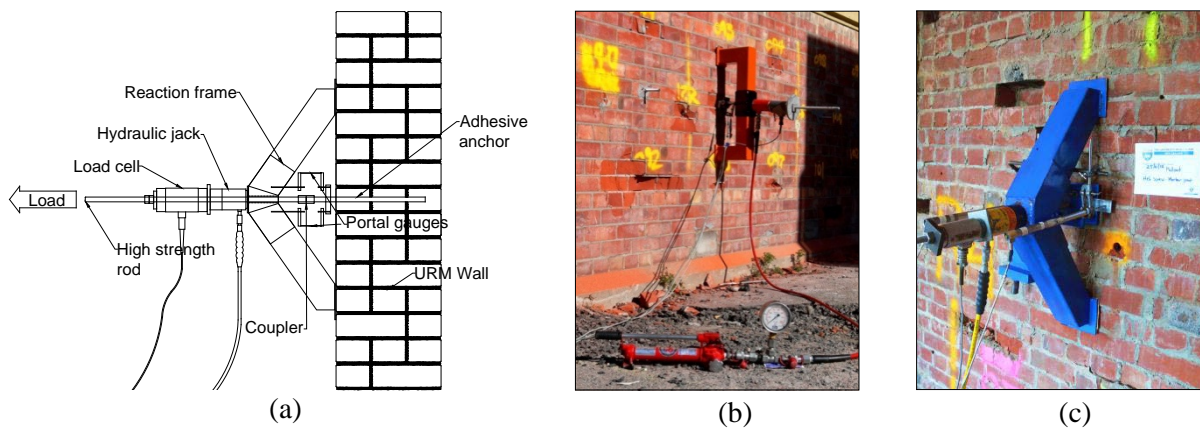 Reaction frame
Hydraulic jack
Load cell
Load
High strength
rod
Adhesive
anchor
Portal gauges
URM Wall
Coupler
(a)
(b)
(c)